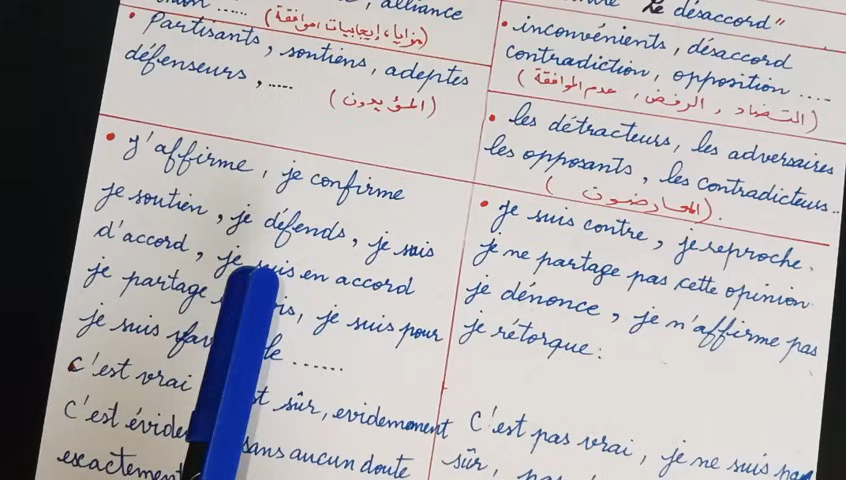 alliance
(مزايا، إيجابيات، موافقة)
• Partisants, soutiens, adeptes
défenseurs, .....
(المؤيدون)
• j'affirme, je confirme
je soutien, je défends, je suis
d'accord, je suis en accord
je partage, je suis pour
je suis
c'est vrai sûr, evidemment
C'est sans aucun doute
exactement
Le désaccord"
• inconvénients, désaccord
contradiction, opposition ....
(التضاد, الرفض, عدم الموافقة)
• les détracteurs, les adversaires
les opposants, les contradicteurs..
(المعارضون).
• je suis contre, je reproche.
je ne partage pas cette opinion
je dénonce, je n'affirme pas
je rétorque:
C'est pas vrai, je ne suis pas
sûr,